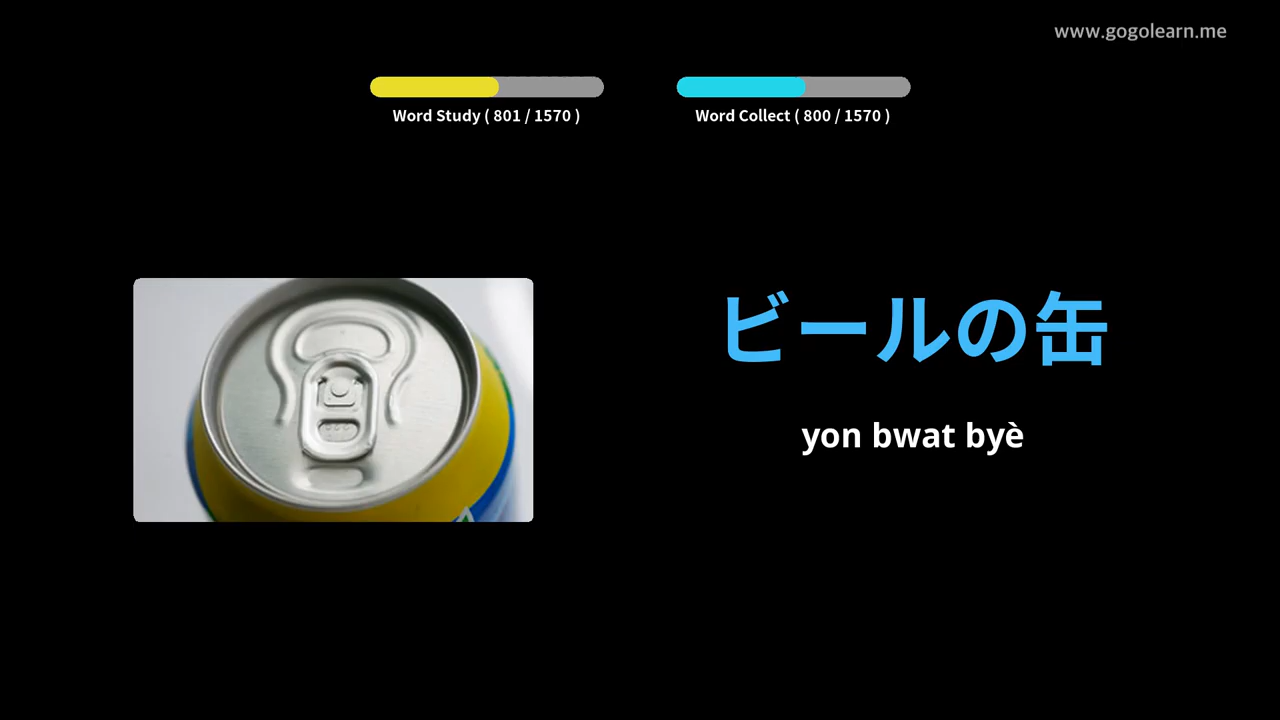 www.gogolearn.me
Word Study ( 801 / 1570 )
Word Collect ( 800 / 1570 )
ビールの缶
yon bwat byè